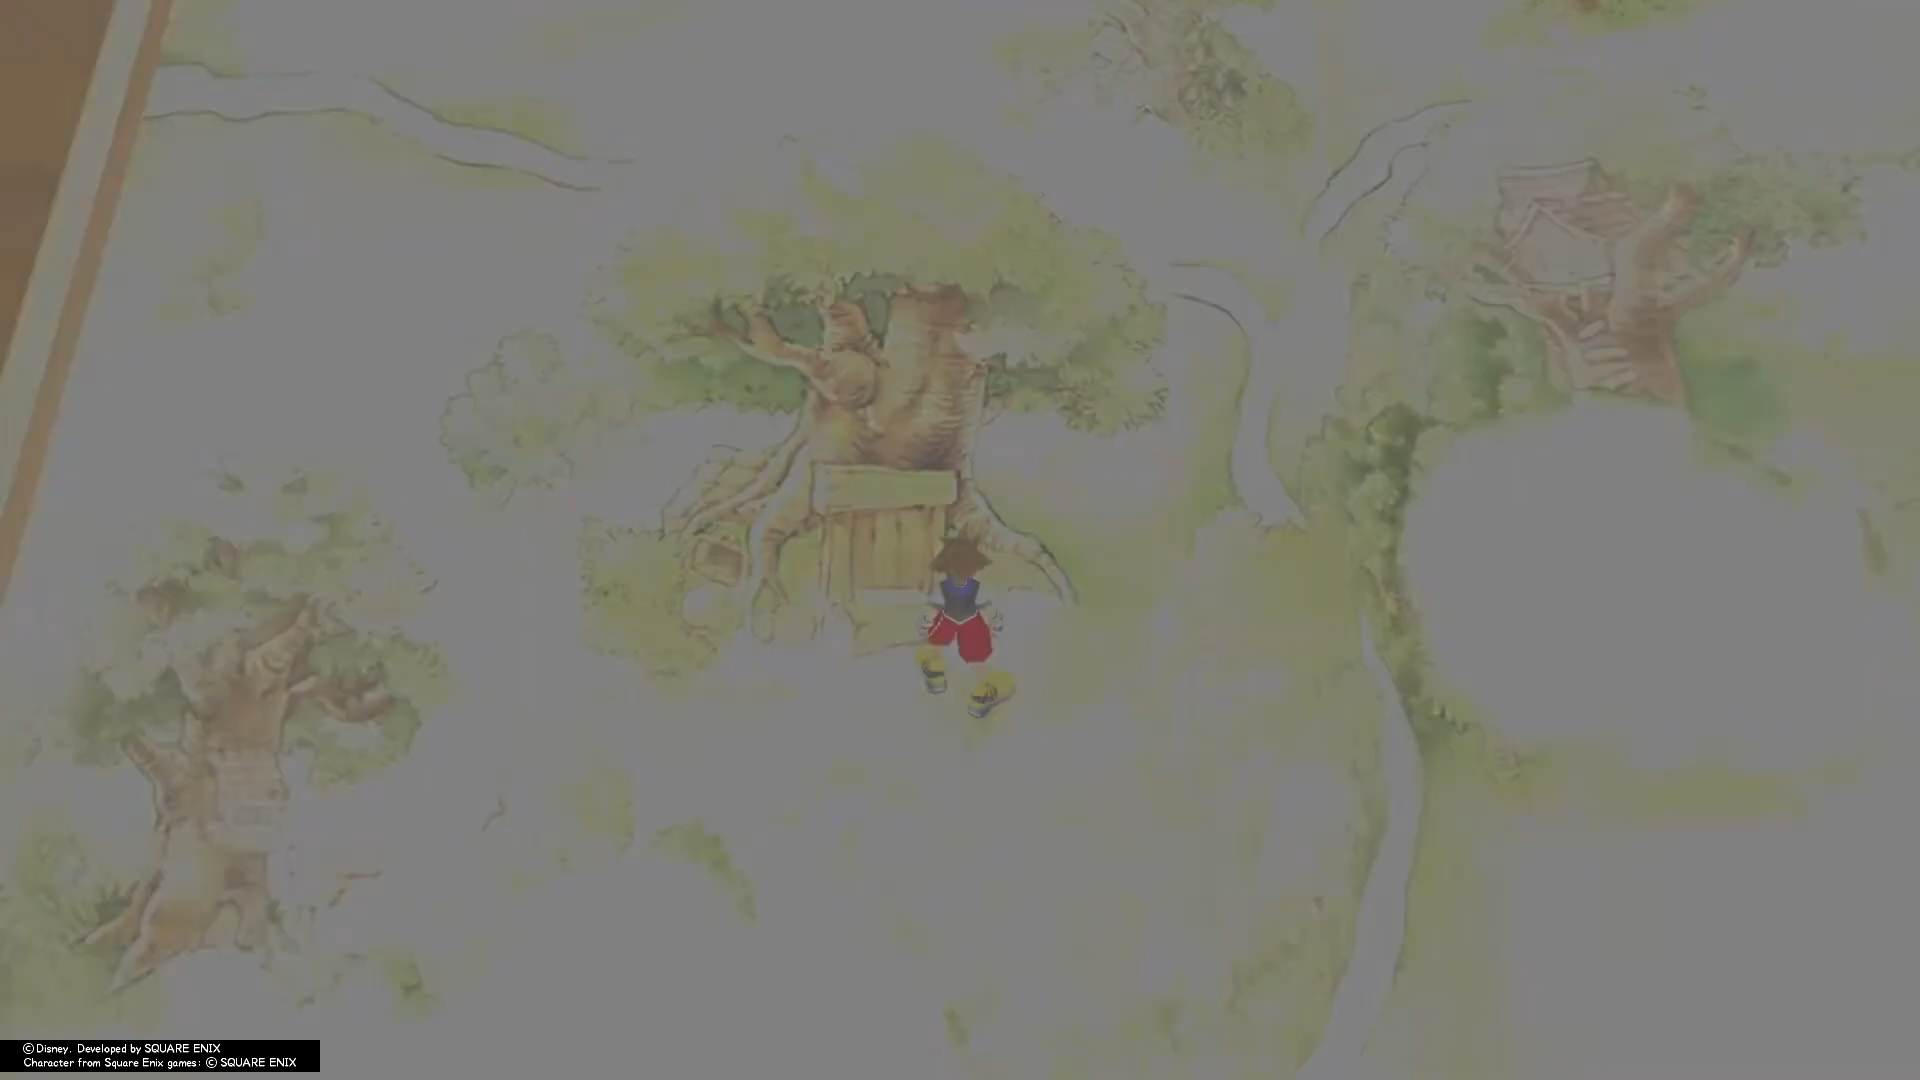 ©Disney. Developed by SQUARE ENIX
Character from Square Enix games: © SQUARE ENIX